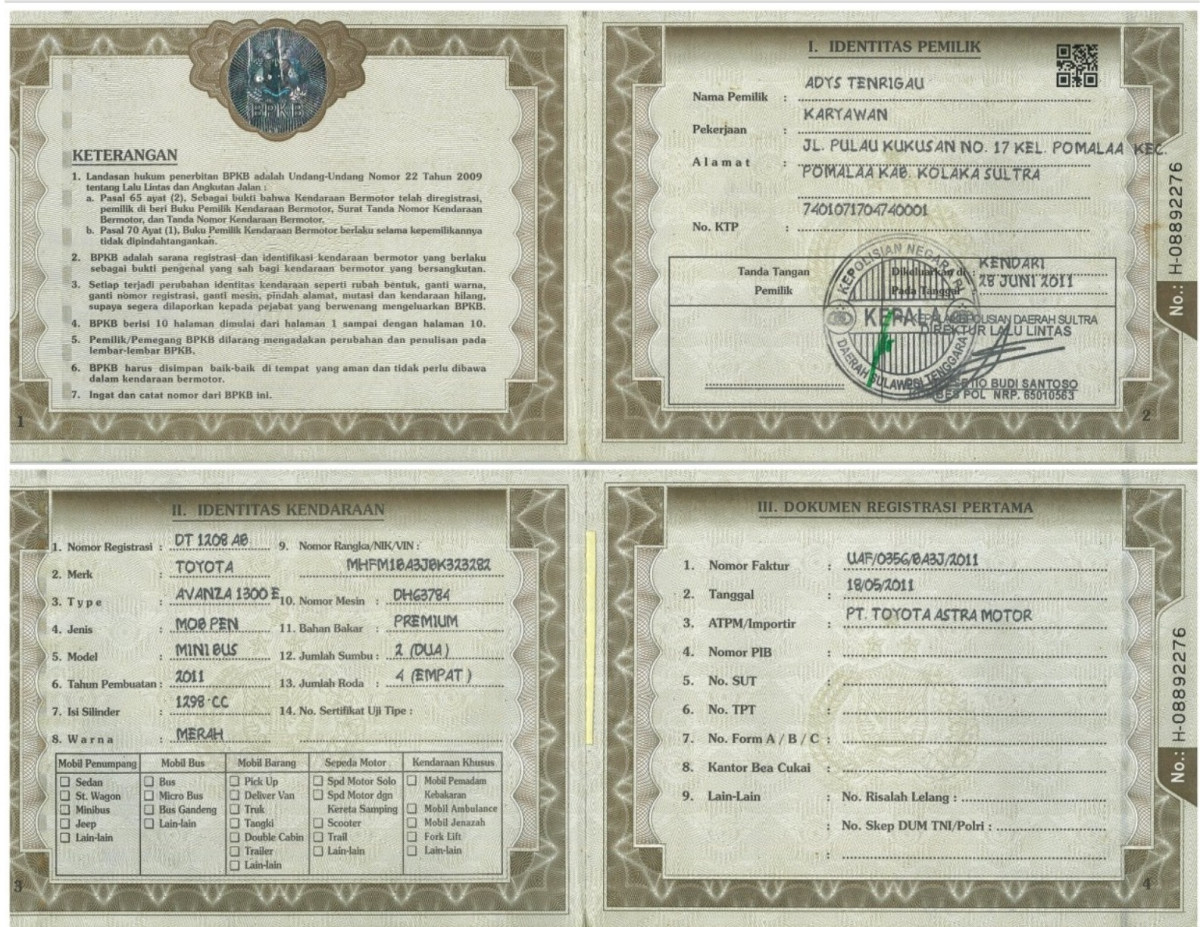 BPKB
KETERANGAN
1. Landasan hukum penerbitan BPKB adalah Undang-Undang Nomor 22 Tahun 2009
tentang Lalu Lintas dan Angkutan Jalan :
a. Pasal 65 ayat (2), Sebagai bukti bahwa Kendaraan Bermotor telah diregistrasi,
pemilik di beri Buku Pemilik Kendaraan Bermotor, Surat Tanda Nomor Kendaraan
Bermotor, dan Tanda Nomor Kendaraan Bermotor.
b. Pasal 70 Ayat (1), Buku Pemilik Kendaraan Bermotor berlaku selama kepemilikannya
tidak dipindahtangankan.
2. BPKB adalah sarana registrasi dan identifikasi kendaraan bermotor yang berlaku
sebagai bukti pengenal yang sah bagi kendaraan bermotor yang bersangkutan.
3. Setiap terjadi perubahan identitas kendaraan seperti rubah bentuk, ganti warna,
ganti nomor registrasi, ganti mesin, pindah alamat, mutasi dan kendaraan hilang,
supaya segera dilaporkan kepada pejabat yang berwenang mengeluarkan BPKB.
4. BPKB berisi 10 halaman dimulai dari halaman 1 sampai dengan halaman 10.
5. Pemilik/Pemegang BPKB dilarang mengadakan perubahan dan penulisan pada
lembar-lembar BPKB.
6. BPKB harus disimpan baik-baik di tempat yang aman dan tidak perlu dibawa
dalam kendaraan bermotor.
7. Ingat dan catat nomor dari BPKB ini.
1
I. IDENTITAS PEMILIK
Nama Pemilik : ADYS TENRIGAU
Pekerjaan : KARYAWAN
Alamat : JL. PULAU KUKUSAN NO. 17 KEL. POMALAA KEC.
POMALAA KAB. KOLAKA SULTRA
No. KTP : 7401071704740001
Tanda Tangan
Pemilik
Dikeluarkan di : KENDARI
Pada Tanggal : 28 JUNI 2011
KEPOLISIAN NEGARA
KEPALA
DAERAH SULAWESI TENGGARA
KEPOLISIAN DAERAH SULTRA
DIREKTUR LALU LINTAS
BUDI SANTOSO
POL NRP. 65010563
No.: H-08892276
2
II. IDENTITAS KENDARAAN
1. Nomor Registrasi : DT 1208 AB
2. Merk : TOYOTA
3. Type : AVANZA 1300 E
4. Jenis : MOB PEN
5. Model : MINI BUS
6. Tahun Pembuatan : 2011
7. Isi Silinder : 1298 CC
8. Warna : MERAH
9. Nomor Rangka/NIK/VIN :
MHFM1BA3JBK323282
10. Nomor Mesin : DH63784
11. Bahan Bakar : PREMIUM
12. Jumlah Sumbu : 2 (DUA)
13. Jumlah Roda : 4 (EMPAT)
14. No. Sertifikat Uji Tipe :
Mobil Penumpang
Sedan
St. Wagon
Minibus
Jeep
Lain-lain
Mobil Bus
Bus
Micro Bus
Bus Gandeng
Lain-lain
Mobil Barang
Pick Up
Deliver Van
Truk
Tangki
Double Cabin
Trailer
Lain-lain
Sepeda Motor
Spd Motor Solo
Spd Motor dgn
Kereta Samping
Scooter
Trail
Lain-lain
Kendaraan Khusus
Mobil Pemadam
Kebakaran
Mobil Ambulance
Mobil Jenazah
Fork Lift
Lain-lain
3
III. DOKUMEN REGISTRASI PERTAMA
1. Nomor Faktur : UAF/0356/BA3J/2011
2. Tanggal : 18/05/2011
3. ATPM/Importir : PT. TOYOTA ASTRA MOTOR
4. Nomor PIB :
5. No. SUT :
6. No. TPT :
7. No. Form A / B / C :
8. Kantor Bea Cukai :
9. Lain-Lain : No. Risalah Lelang :
: No. Skep DUM TNI/Polri :
:
No.: H-08892276
4